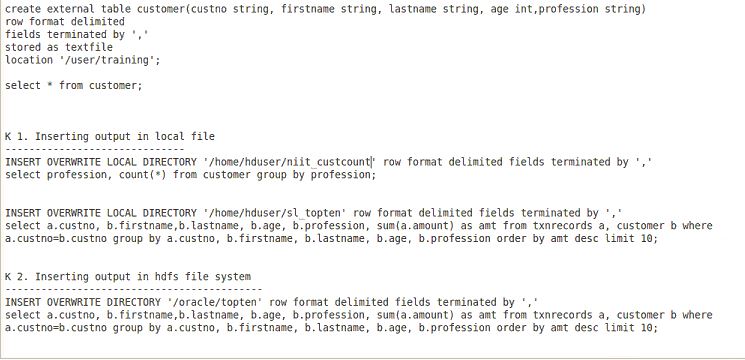 create external table customer(custno string, firstname string, lastname string, age int,profession string)
row format delimited
fields terminated by ','
stored as textfile
location '/user/training';
select * from customer;
K 1. Inserting output in local file
-----------------------------
INSERT OVERWRITE LOCAL DIRECTORY '/home/hduser/niit_custcount' row format delimited fields terminated by ','
select profession, count(*) from customer group by profession;
INSERT OVERWRITE LOCAL DIRECTORY '/home/hduser/sl_topten' row format delimited fields terminated by ','
select a.custno, b.firstname,b.lastname, b.age, b.profession, sum(a.amount) as amt from txnrecords a, customer b where
a.custno=b.custno group by a.custno, b.firstname, b.lastname, b.age, b.profession order by amt desc limit 10;
K 2. Inserting output in hdfs file system
-----------------------------------------
INSERT OVERWRITE DIRECTORY '/oracle/topten' row format delimited fields terminated by ','
select a.custno, b.firstname,b.lastname, b.age, b.profession, sum(a.amount) as amt from txnrecords a, customer b where
a.custno=b.custno group by a.custno, b.firstname, b.lastname, b.age, b.profession order by amt desc limit 10;